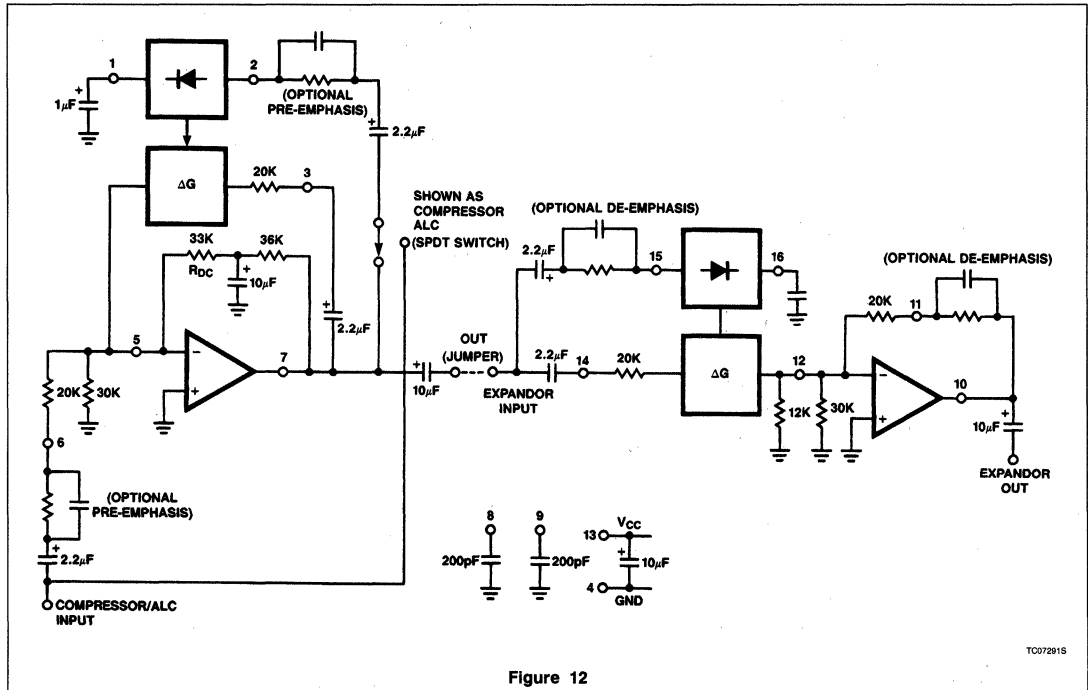 1
2
(OPTIONAL
PRE-EMPHASIS)
+
1μF
+
2.2μF
ΔG
20K
3
SHOWN AS
COMPRESSOR
ALC
(SPDT SWITCH)
33K
36K
RDC
+
10μF
+
2.2μF
5
−
+
7
20K
30K
6
(OPTIONAL
PRE-EMPHASIS)
+
2.2μF
COMPRESSOR/ALC
INPUT
+
10μF
OUT
(JUMPER)
EXPANDOR
INPUT
(OPTIONAL DE-EMPHASIS)
2.2μF
+
15
16
2.2μF
14
20K
ΔG
12
12K
30K
(OPTIONAL DE-EMPHASIS)
20K
11
−
+
10
+
10μF
EXPANDOR
OUT
8
200pF
9
200pF
VCC
13
+
10μF
4
GND
TC07291S
Figure 12